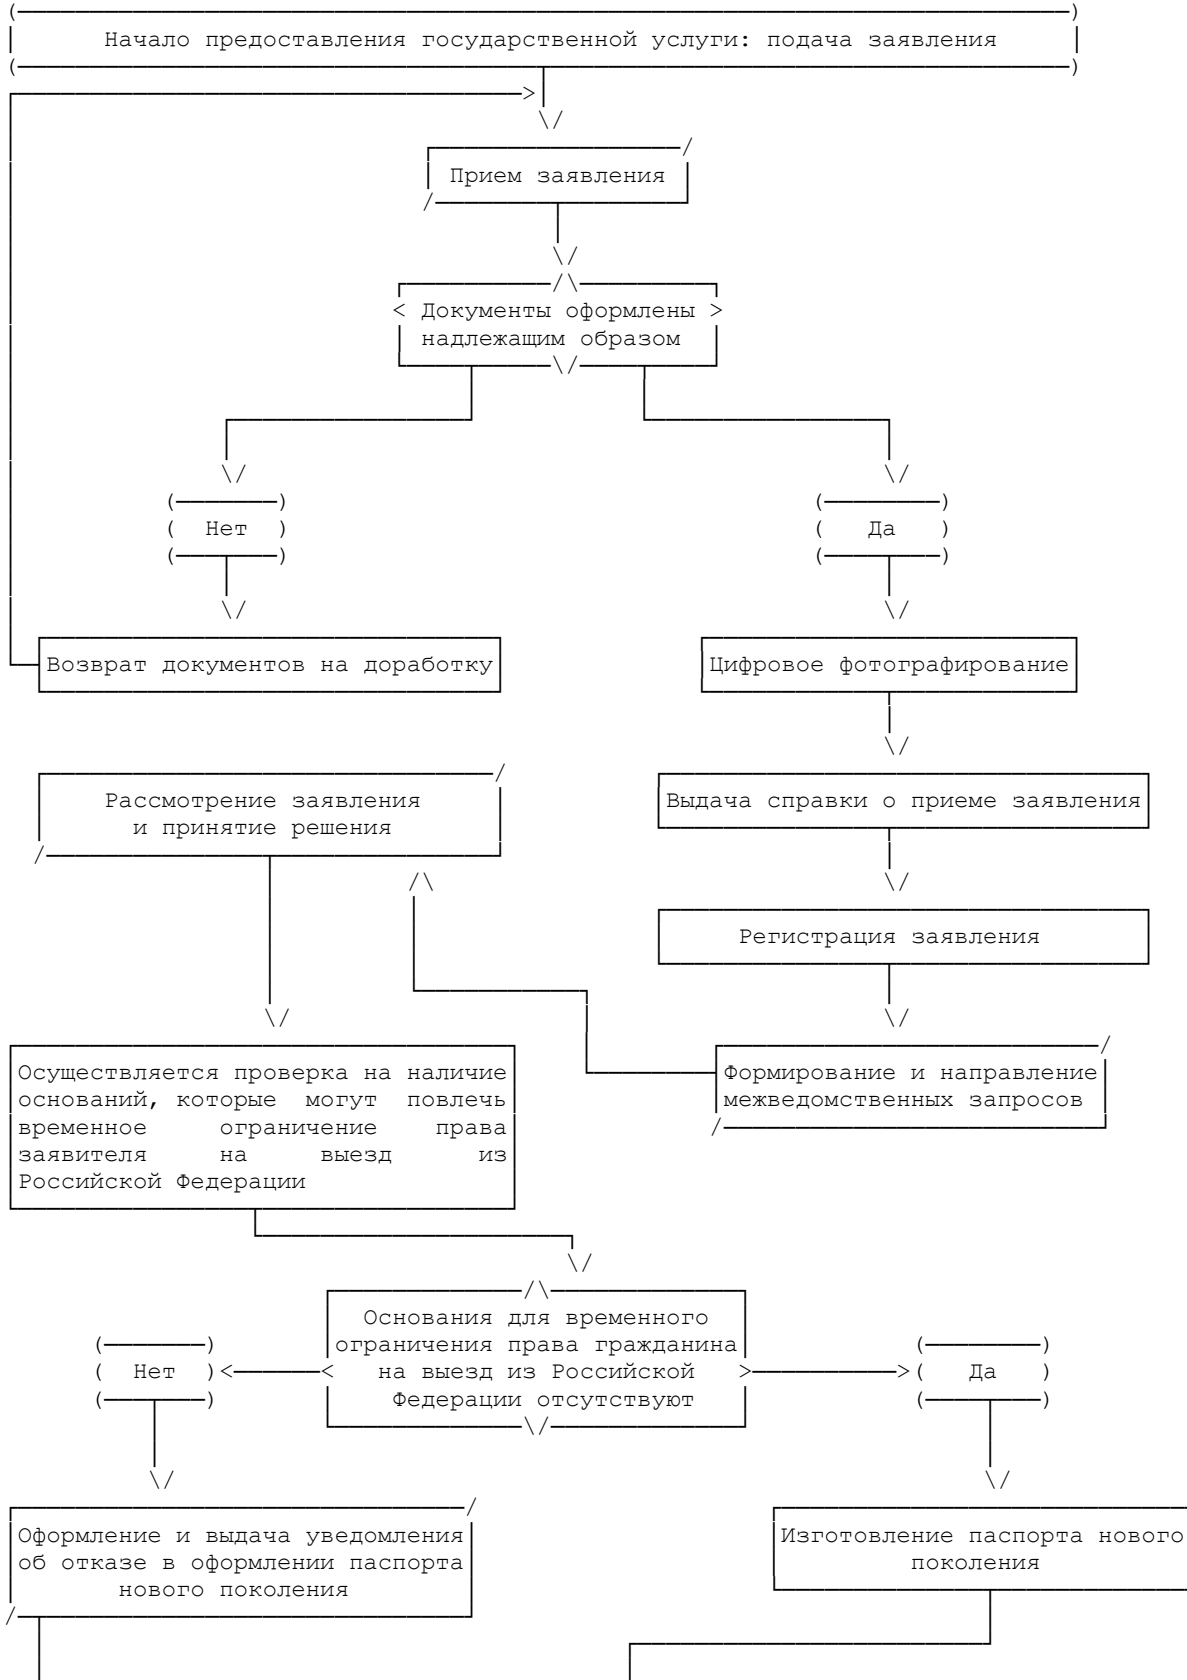 Начало предоставления государственной услуги: подача заявления
Прием заявления
Документы оформлены
надлежащим образом
Нет
Да
Возврат документов на доработку
Цифровое фотографирование
Рассмотрение заявления
и принятие решения
Выдача справки о приеме заявления
Регистрация заявления
Осуществляется проверка на наличие
оснований, которые могут повлечь
временное ограничение права
заявителя на выезд из
Российской Федерации
Формирование и направление
межведомственных запросов
Основания для временного
ограничения права гражданина
на выезд из Российской
Федерации отсутствуют
Нет
Да
Оформление и выдача уведомления
об отказе в оформлении паспорта
нового поколения
Изготовление паспорта нового
поколения